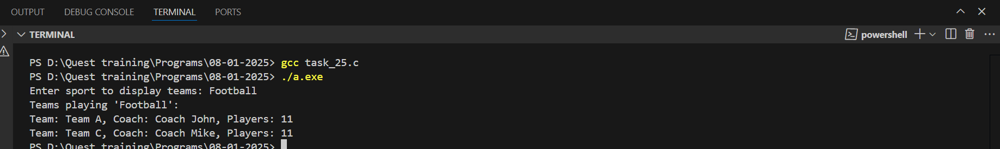 OUTPUT DEBUG CONSOLE TERMINAL PORTS
TERMINAL powershell
PS D:\Quest training\Programs\08-01-2025> gcc task_25.c
PS D:\Quest training\Programs\08-01-2025> ./a.exe
Enter sport to display teams: Football
Teams playing 'Football':
Team: Team A, Coach: Coach John, Players: 11
Team: Team C, Coach: Coach Mike, Players: 11
PS D:\Quest training\Programs\08-01-2025>